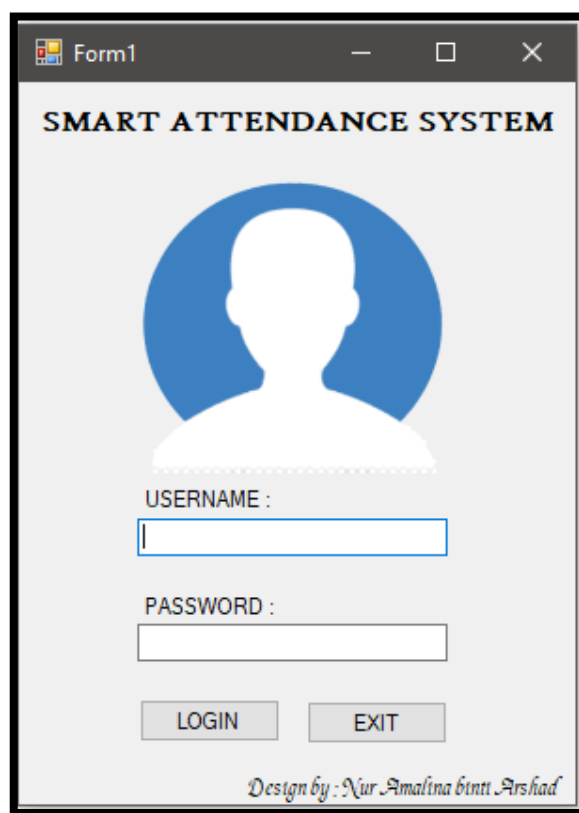 Form1
SMART ATTENDANCE SYSTEM
USERNAME :
PASSWORD :
LOGIN EXIT
Design by : Nur Amalina binti Arshad